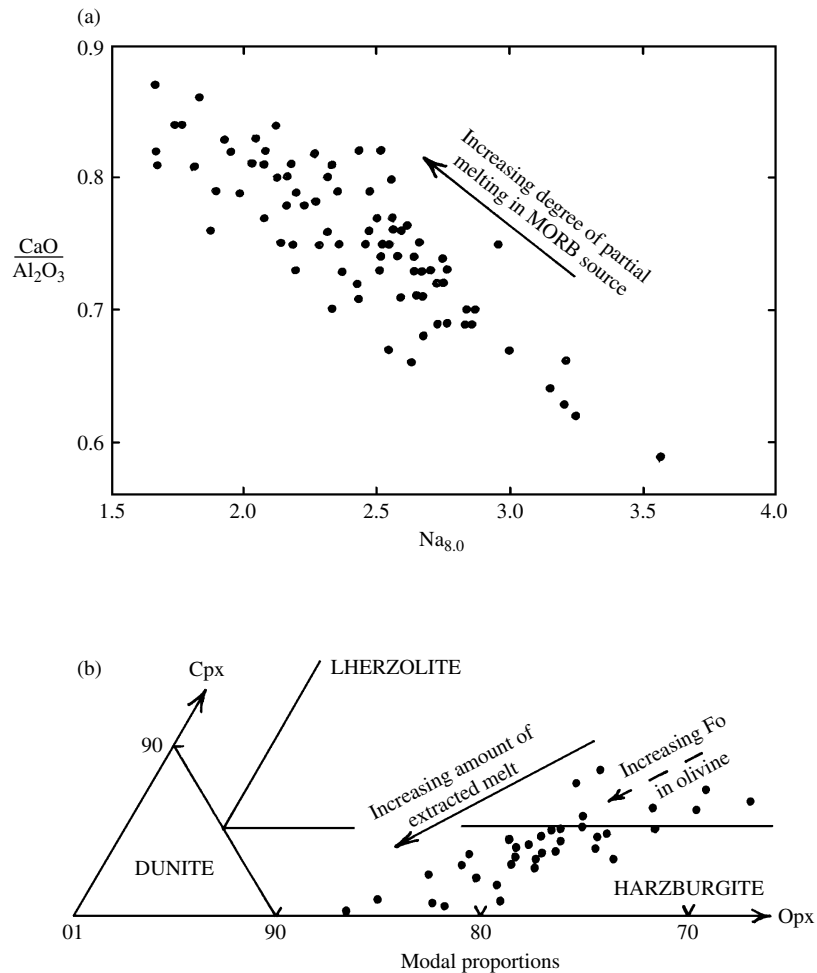 (a)
0.9
0.8
0.7
0.6
CaO
Al₂O₃
Increasing degree of partial
melting in MORB
source
1.5
2.0
2.5
3.0
3.5
4.0
Na₈.₀
(b)
Cpx
LHERZOLITE
90
Increasing amount of
extracted melt
Increasing Fo
in olivine
DUNITE
HARZBURGITE
01
90
80
70
Opx
Modal proportions